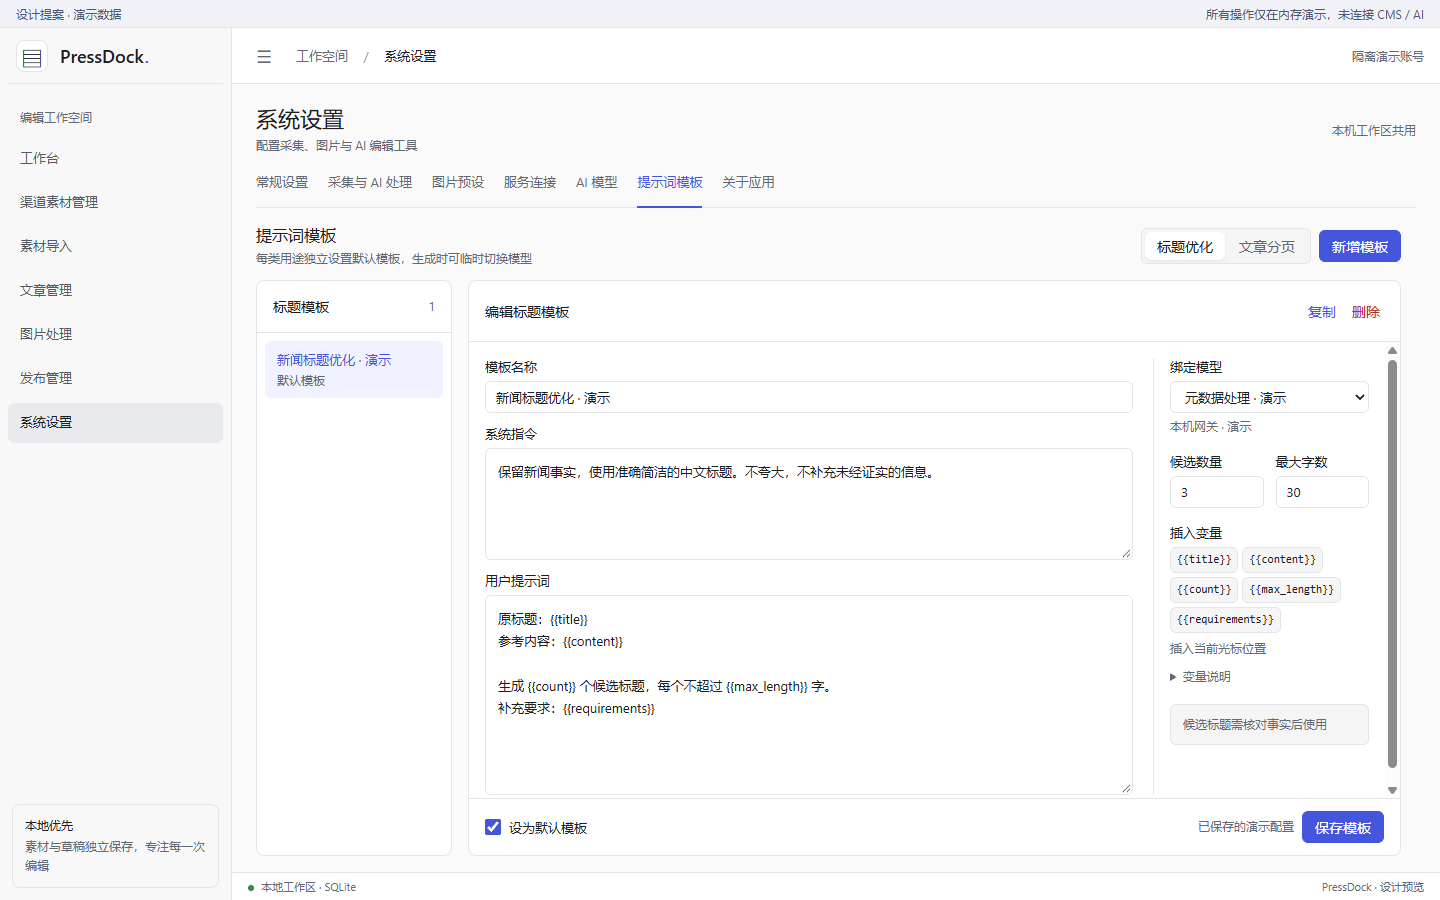 设计提案 · 演示数据
所有操作仅在内存演示，未连接 CMS / AI
PressDock.
工作空间 / 系统设置
隔离演示账号
编辑工作空间
工作台
渠道素材管理
素材导入
文章管理
图片处理
发布管理
系统设置
本地优先
素材与草稿独立保存，专注每一次
编辑
系统设置
配置采集、图片与 AI 编辑工具
本机工作区共用
常规设置 采集与 AI 处理 图片预设 服务连接 AI 模型 提示词模板 关于应用
提示词模板
每类用途独立设置默认模板，生成时可临时切换模型
标题优化 文章分页 新增模板
标题模板 1
新闻标题优化 · 演示
默认模板
编辑标题模板
复制 删除
模板名称
新闻标题优化 · 演示
系统指令
保留新闻事实，使用准确简洁的中文标题。不夸大，不补充未经证实的信息。
用户提示词
原标题：{{title}}
参考内容：{{content}}
生成 {{count}} 个候选标题，每个不超过 {{max_length}} 字。
补充要求：{{requirements}}
绑定模型
元数据处理 · 演示
本机网关 · 演示
候选数量 最大字数
3 30
插入变量
{{title}} {{content}}
{{count}} {{max_length}}
{{requirements}}
插入当前光标位置
变量说明
候选标题需核对事实后使用
设为默认模板
已保存的演示配置 保存模板
本地工作区 · SQLite
PressDock · 设计预览